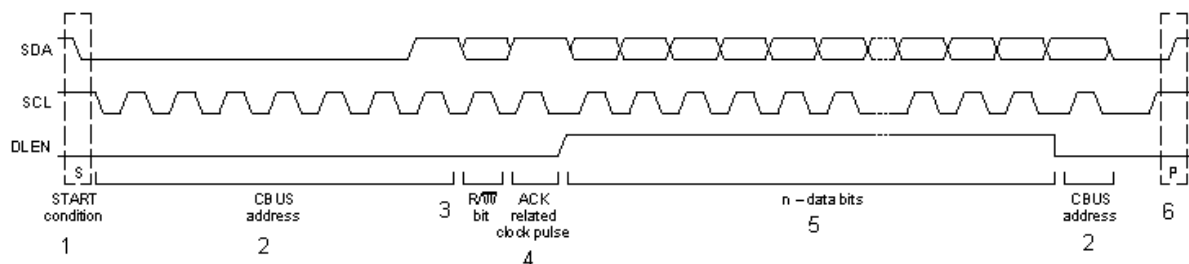 SDA
SCL
DLEN
S
P
START
condition
CBUS
address
R/W
bit
ACK
related
clock pulse
n – data bits
CBUS
address
1
2
3
4
5
2
6